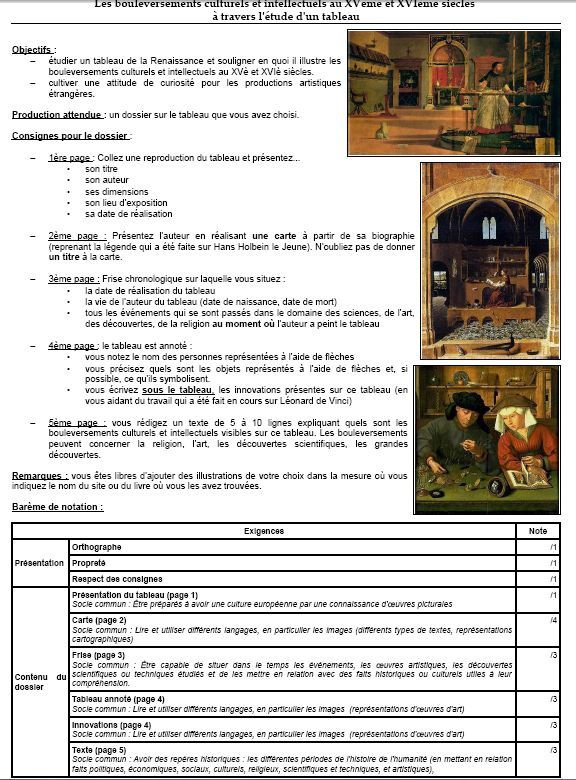 Les bouleversements culturels et intellectuels au XVème et XVIème siècles
à travers l'étude d'un tableau
Objectifs :
– étudier un tableau de la Renaissance et souligner en quoi il illustre les
bouleversements culturels et intellectuels au XVè et XVIè siècles.
– cultiver une attitude de curiosité pour les productions artistiques
étrangères.
Production attendue : un dossier sur le tableau que vous avez choisi.
Consignes pour le dossier :
– 1ère page : Collez une reproduction du tableau et présentez...
• son titre
• son auteur
• ses dimensions
• son lieu d'exposition
• sa date de réalisation
– 2ème page : Présentez l'auteur en réalisant une carte à partir de sa biographie
(reprenant la légende qui a été faite sur Hans Holbein le Jeune). N'oubliez pas de donner
un titre à la carte.
– 3ème page : Frise chronologique sur laquelle vous situez :
• la date de réalisation du tableau
• la vie de l'auteur du tableau (date de naissance, date de mort)
• tous les événements qui se sont passés dans le domaine des sciences, de l'art,
des découvertes, de la religion au moment où l'auteur a peint le tableau
– 4ème page : le tableau est annoté :
• vous notez le nom des personnes représentées à l'aide de flèches
• vous précisez quels sont les objets représentés à l'aide de flèches et, si
possible, ce qu'ils symbolisent.
• vous écrivez sous le tableau, les innovations présentes sur ce tableau (en
vous aidant du travail qui a été fait en cours sur Léonard de Vinci)
– 5ème page : vous rédigez un texte de 5 à 10 lignes expliquant quels sont les
bouleversements culturels et intellectuels visibles sur ce tableau. Les bouleversements
peuvent concerner la religion, l'art, les découvertes scientifiques, les grandes
découvertes.
Remarques : vous êtes libres d'ajouter des illustrations de votre choix dans la mesure où vous
indiquez le nom du site ou du livre où vous les avez trouvées.
Barème de notation :
Exigences Note
Présentation
Orthographe /1
Propreté /1
Respect des consignes /1
Contenu du
dossier
Présentation du tableau (page 1) /1
Socle commun : Être préparés à avoir une culture européenne par une connaissance d'œuvres picturales
Carte (page 2) /4
Socle commun : Lire et utiliser différents langages, en particulier les images (différents types de textes, représentations
cartographiques)
Frise (page 3) /3
Socle commun : Être capable de situer dans le temps les événements, les œuvres artistiques, les découvertes
scientifiques ou techniques étudiés et de les mettre en relation avec des faits historiques ou culturels utiles à leur
compréhension.
Tableau annoté (page 4) /3
Socle commun : Lire et utiliser différents langages, en particulier les images (représentations d'œuvres d'art)
Innovations (page 4) /3
Socle commun : Lire et utiliser différents langages, en particulier les images (représentations d'œuvres d'art)
Texte (page 5) /3
Socle commun : Avoir des repères historiques : les différentes périodes de l'histoire de l'humanité (en mettant en relation
faits politiques, économiques, sociaux, culturels, religieux, scientifiques et techniques, et artistiques),